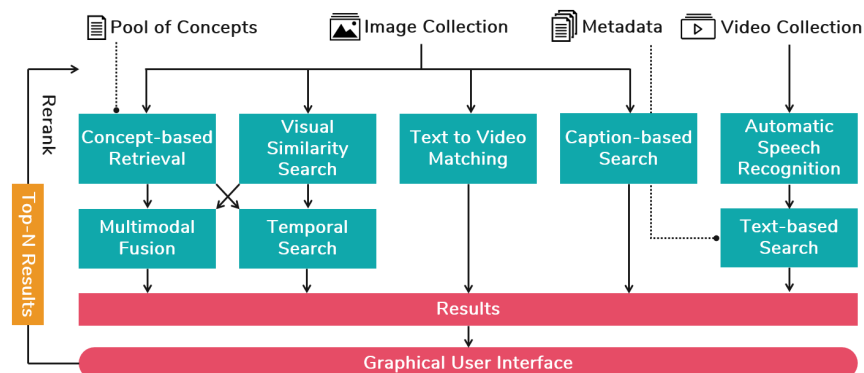 Pool of Concepts
Image Collection
Metadata
Video Collection
Rerank
Concept-based
Retrieval
Visual
Similarity
Search
Text to Video
Matching
Caption-based
Search
Automatic
Speech
Recognition
Top-N Results
Multimodal
Fusion
Temporal
Search
Text-based
Search
Results
Graphical User Interface